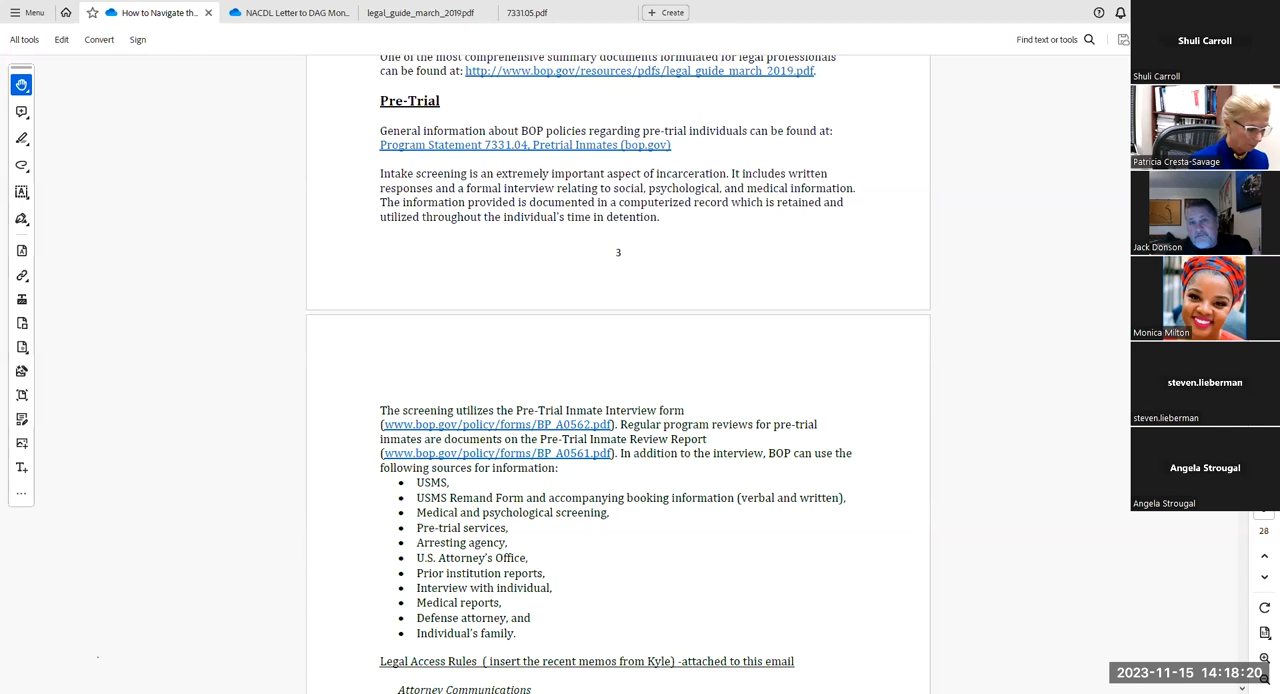 Menu
How to Navigate th...
NACDL Letter to DAG Mon...
legal_guide_march_2019.pdf
7331.05.pdf
Create
All tools
Edit
Convert
Sign
Find text or tools
One of the most comprehensive summary documents formulated for legal professionals
can be found at: http://www.bop.gov/resources/pdfs/legal_guide_march_2019.pdf.
Pre-Trial
General information about BOP policies regarding pre-trial individuals can be found at:
Program Statement 7331.04, Pretrial Inmates (bop.gov)
Intake screening is an extremely important aspect of incarceration. It includes written
responses and a formal interview relating to social, psychological, and medical information.
The information provided is documented in a computerized record which is retained and
utilized throughout the individual's time in detention.
3
The screening utilizes the Pre-Trial Inmate Interview form
(www.bop.gov/policy/forms/BP_A0562.pdf). Regular program reviews for pre-trial
inmates are documents on the Pre-Trial Inmate Review Report
(www.bop.gov/policy/forms/BP_A0561.pdf). In addition to the interview, BOP can use the
following sources for information:
• USMS,
• USMS Remand Form and accompanying booking information (verbal and written),
• Medical and psychological screening,
• Pre-trial services,
• Arresting agency,
• U.S. Attorney's Office,
• Prior institution reports,
• Interview with individual,
• Medical reports,
• Defense attorney, and
• Individual's family.
Legal Access Rules ( insert the recent memos from Kyle) -attached to this email
Attorney Communications
Shuli Carroll
Shuli Carroll
Patricia Cresta-Savage
Jack Donson
Monica Milton
steven.lieberman
steven.lieberman
Angela Strougal
Angela Strougal
28
2023-11-15 14:18:20